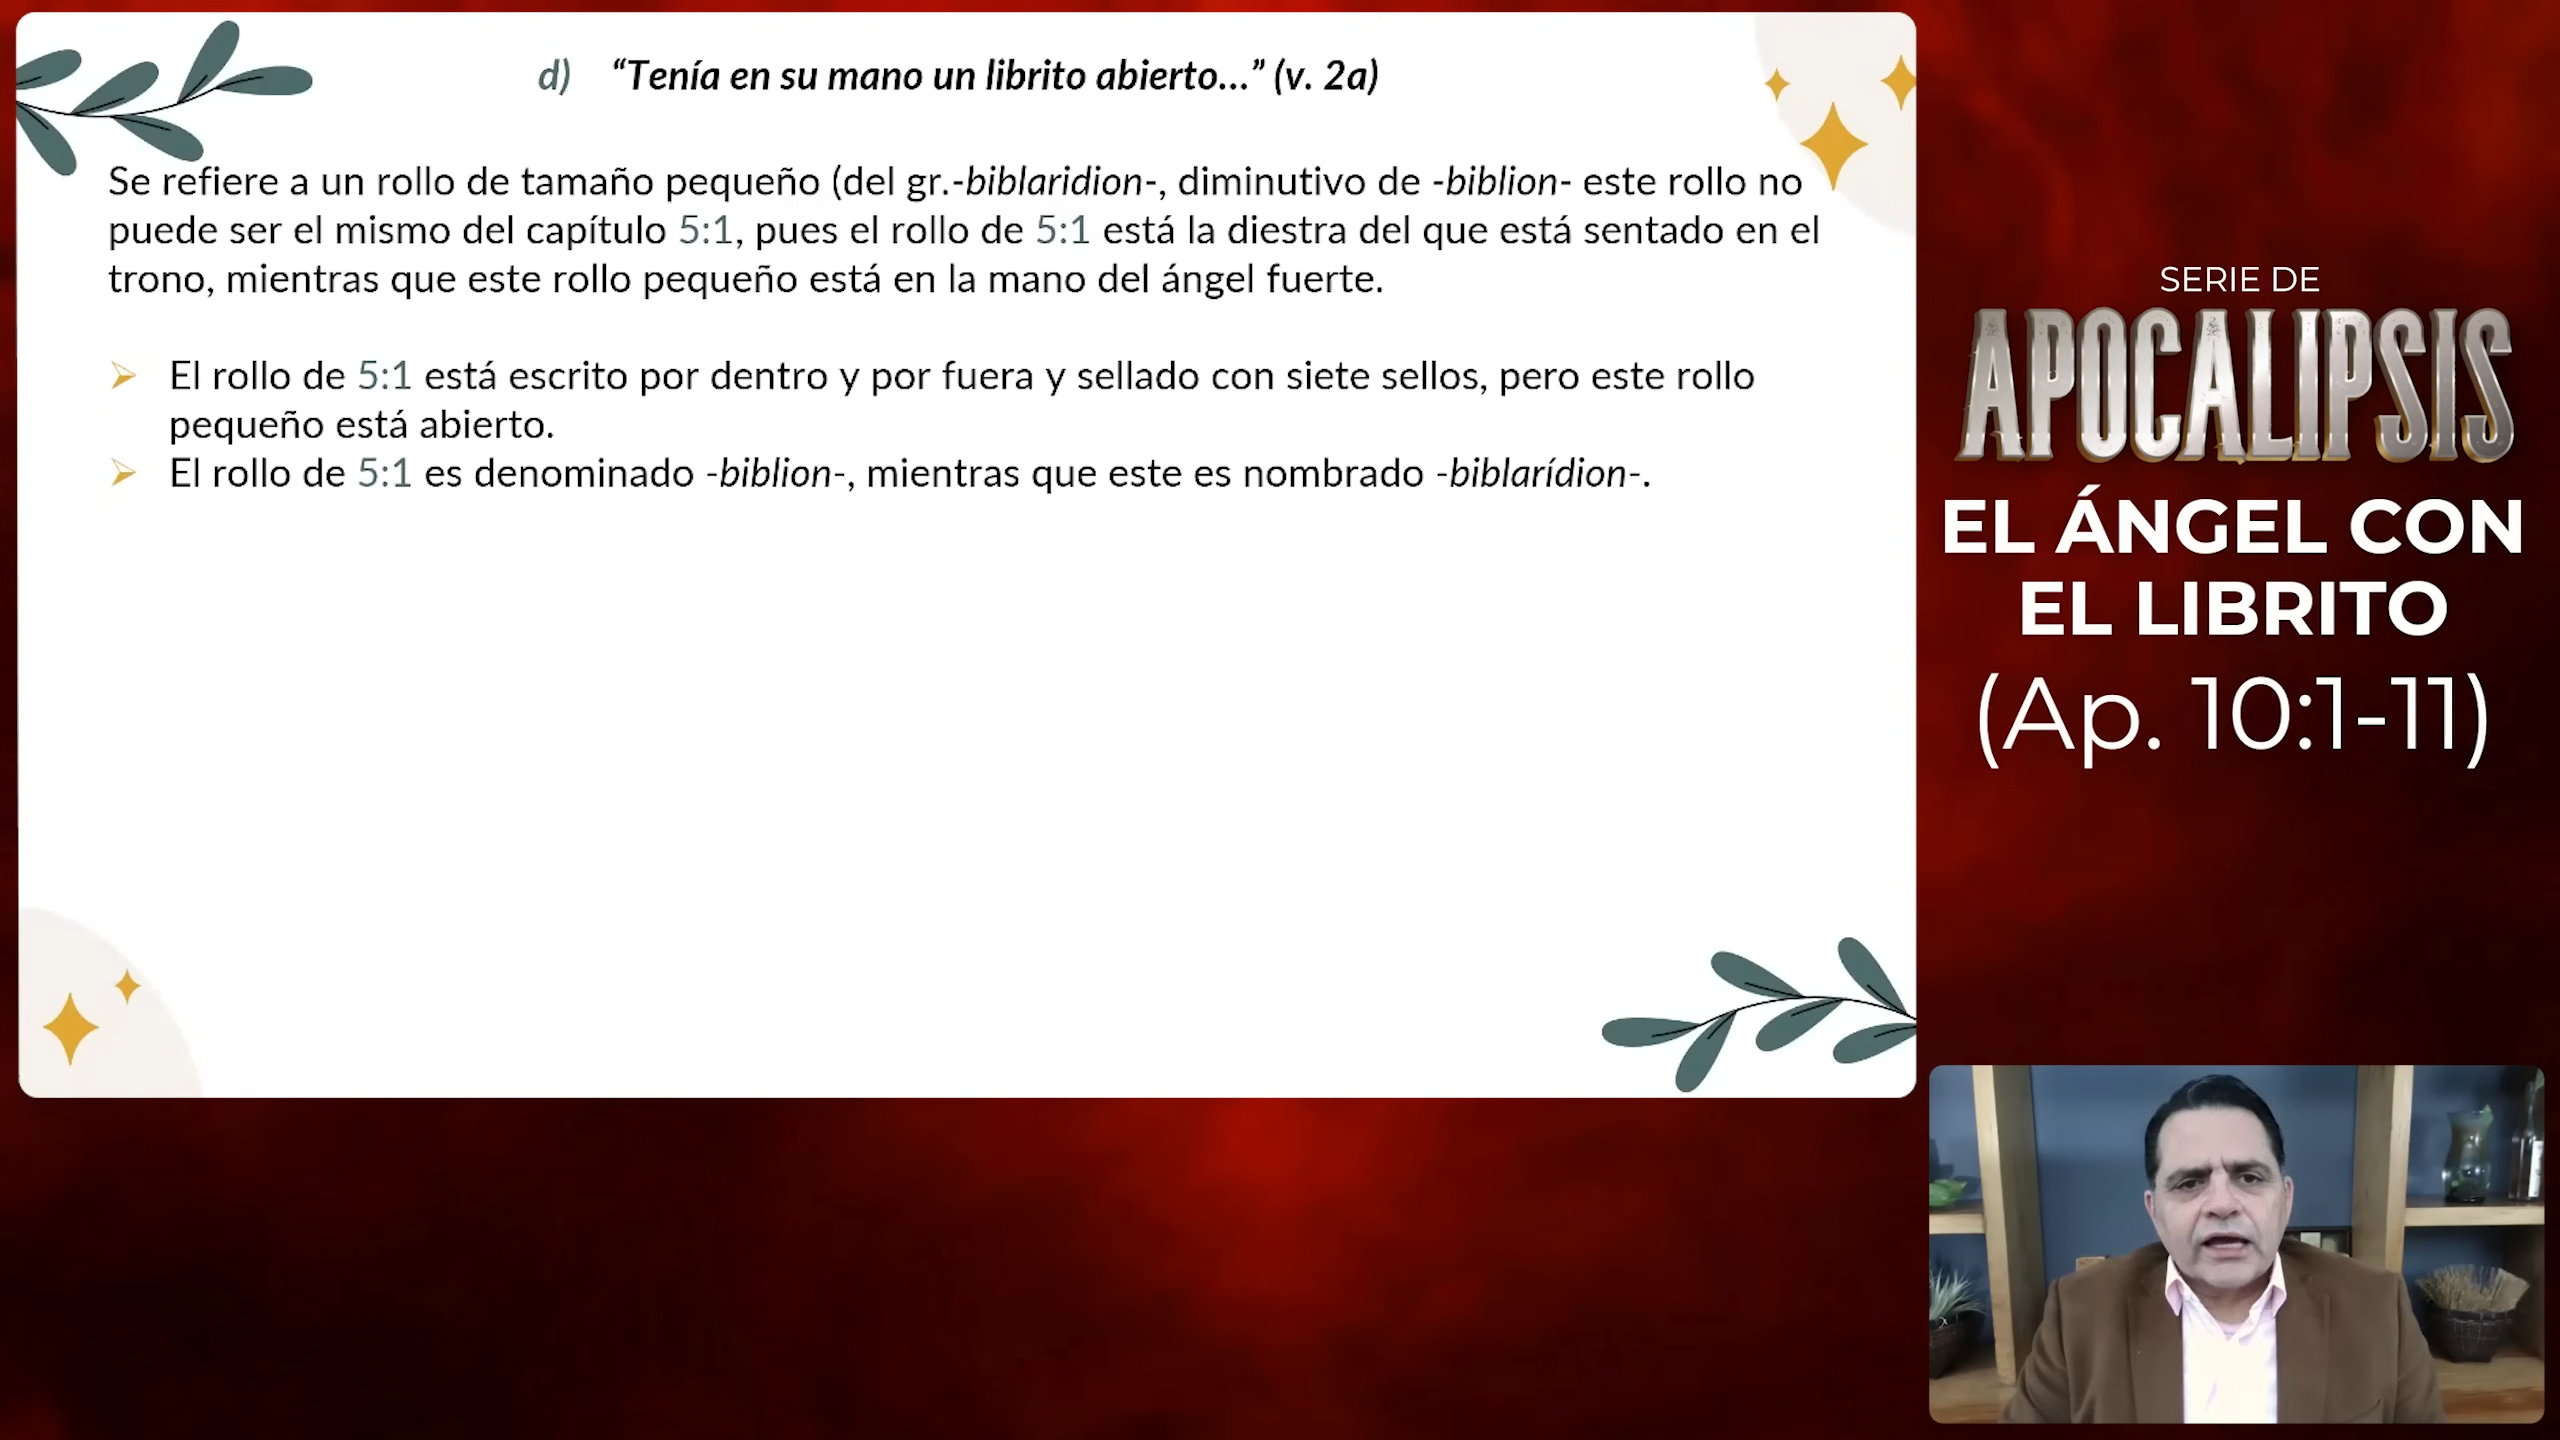 d) “Tenía en su mano un librito abierto...” (v. 2a)
Se refiere a un rollo de tamaño pequeño (del gr.-biblaridion-, diminutivo de -biblion- este rollo no
puede ser el mismo del capítulo 5:1, pues el rollo de 5:1 está la diestra del que está sentado en el
trono, mientras que este rollo pequeño está en la mano del ángel fuerte.
El rollo de 5:1 está escrito por dentro y por fuera y sellado con siete sellos, pero este rollo
pequeño está abierto.
El rollo de 5:1 es denominado -biblion-, mientras que este es nombrado -biblarídion-.
SERIE DE
APOCALIPSIS
EL ÁNGEL CON
EL LIBRITO
(Ap. 10:1-11)